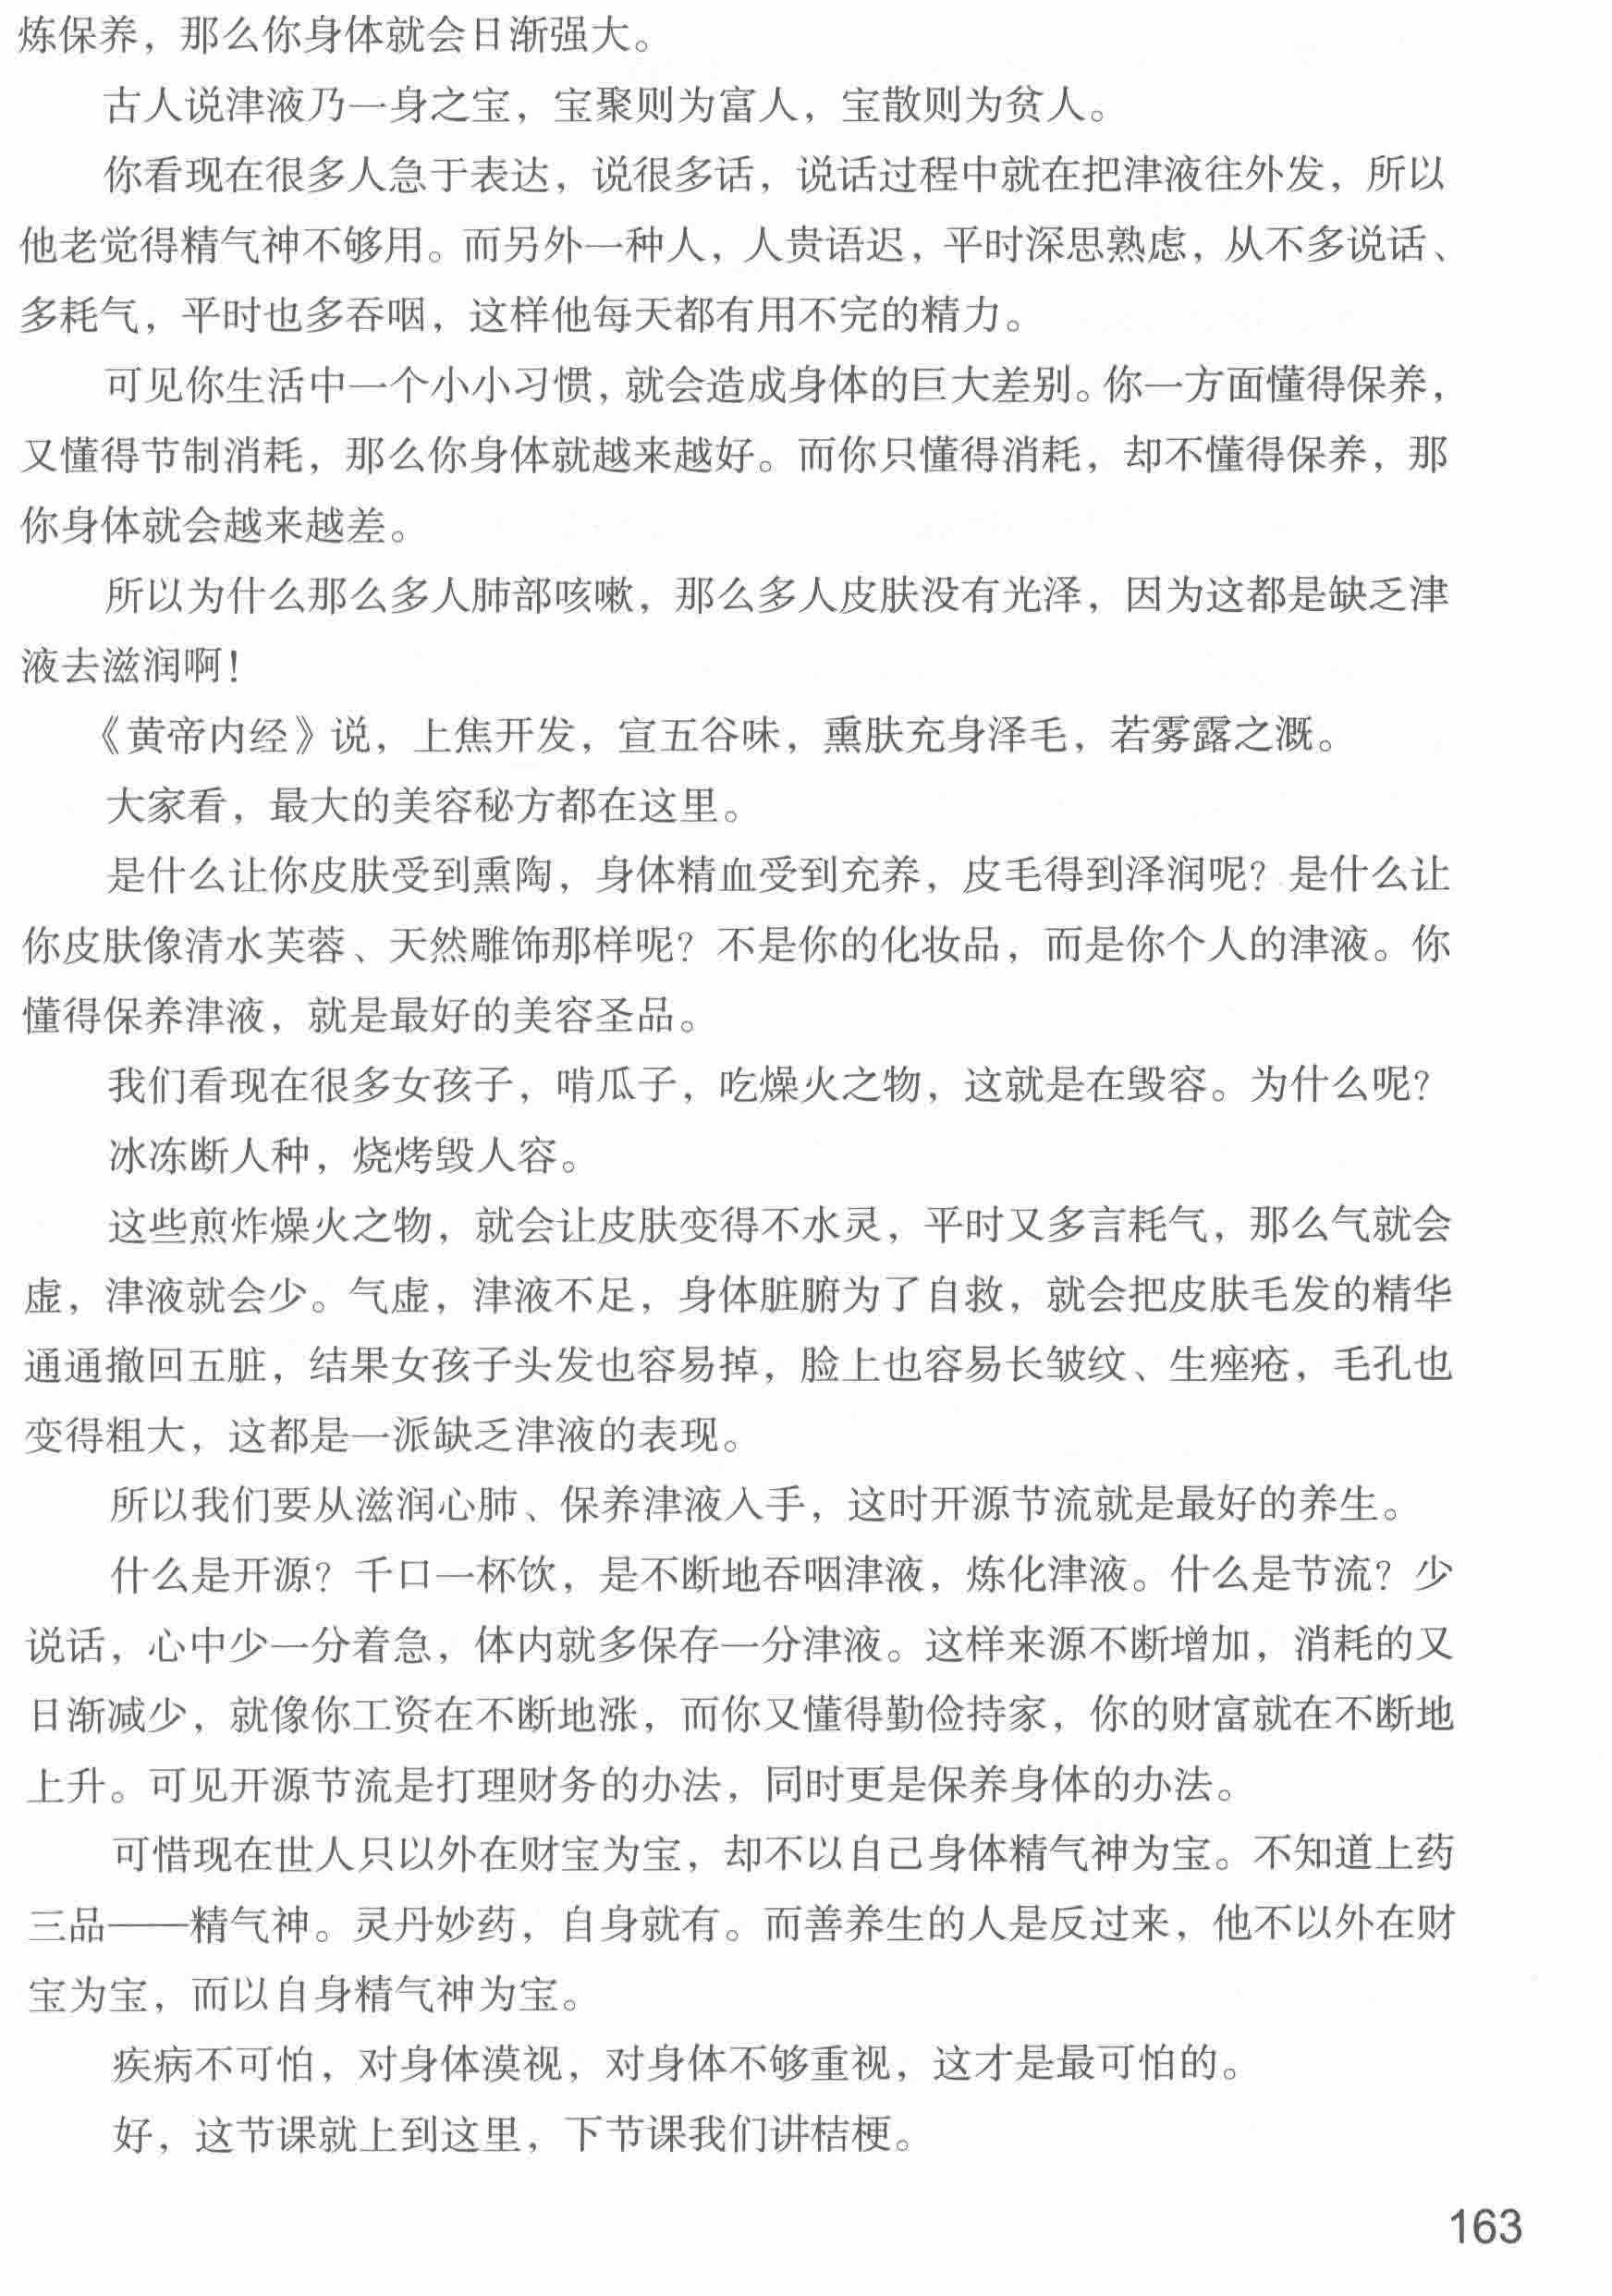 炼保养，那么你身体就会日渐强大。
古人说津液乃一身之宝，宝聚则为富人，宝散则为贫人。
你看现在很多人急于表达，说很多话，说话过程中就在把津液往外发，所以
他老觉得精气神不够用。而另外一种人，人贵语迟，平时深思熟虑，从不多说话、
多耗气，平时也多吞咽，这样他每天都有用不完的精力。
可见你生活中一个小小习惯，就会造成身体的巨大差别。你一方面懂得保养，
又懂得节制消耗，那么你身体就越来越好。而你只懂得消耗，却不懂得保养，那
你身体就会越来越差。
所以为什么那么多人肺部咳嗽，那么多人皮肤没有光泽，因为这都是缺乏津
液去滋润啊！
《黄帝内经》说，上焦开发，宣五谷味，熏肤充身泽毛，若雾露之溉。
大家看，最大的美容秘方都在这里。
是什么让你皮肤受到熏陶，身体精血受到充养，皮毛得到泽润呢？是什么让
你皮肤像清水芙蓉、天然雕饰那样呢？不是你的化妆品，而是你个人的津液。你
懂得保养津液，就是最好的美容圣品。
我们看现在很多女孩子，啃瓜子，吃燥火之物，这就是在毁容。为什么呢？
冰冻断人种，烧烤毁人容。
这些煎炸燥火之物，就会让皮肤变得不水灵，平时又多言耗气，那么气就会
虚，津液就会少。气虚，津液不足，身体脏腑为了自救，就会把皮肤毛发的精华
通通撤回五脏，结果女孩子头发也容易掉，脸上也容易长皱纹、生痤疮，毛孔也
变得粗大，这都是一派缺乏津液的表现。
所以我们要从滋润心肺、保养津液入手，这时开源节流就是最好的养生。
什么是开源？千口一杯饮，是不断地吞咽津液，炼化津液。什么是节流？少
说话，心中少一分着急，体内就多保存一分津液。这样来源不断增加，消耗的又
日渐减少，就像你工资在不断地涨，而你又懂得勤俭持家，你的财富就在不断地
上升。可见开源节流是打理财务的办法，同时更是保养身体的办法。
可惜现在世人只以外在财宝为宝，却不以自己身体精气神为宝。不知道上药
三品——精气神。灵丹妙药，自身就有。而善养生的人是反过来，他不以外在财
宝为宝，而以自身精气神为宝。
疾病不可怕，对身体漠视，对身体不够重视，这才是最可怕的。
好，这节课就上到这里，下节课我们讲桔梗。
163